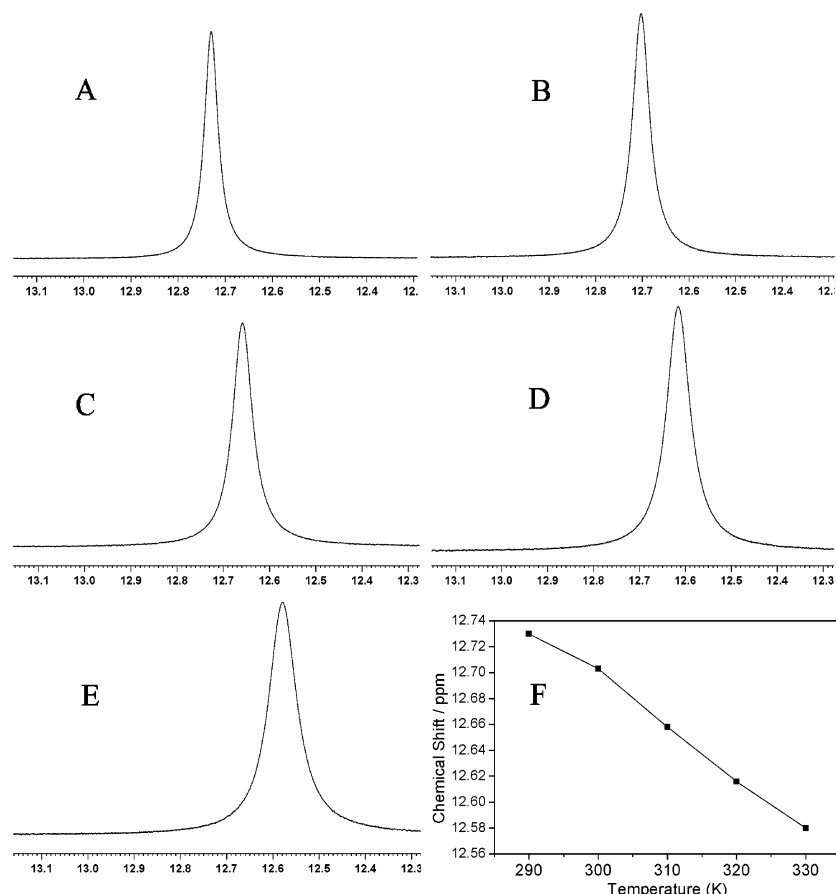 A
13.1 13.0 12.9 12.8 12.7 12.6 12.5 12.4 12.
B
13.1 13.0 12.9 12.8 12.7 12.6 12.5 12.4 12.3
C
13.1 13.0 12.9 12.8 12.7 12.6 12.5 12.4 12.3
D
13.1 13.0 12.9 12.8 12.7 12.6 12.5 12.4 12.3
E
13.1 13.0 12.9 12.8 12.7 12.6 12.5 12.4 12.3
F
Chemical Shift / ppm
12.74
12.72
12.70
12.68
12.66
12.64
12.62
12.60
12.58
12.56
290 300 310 320 330
Temperature (K)